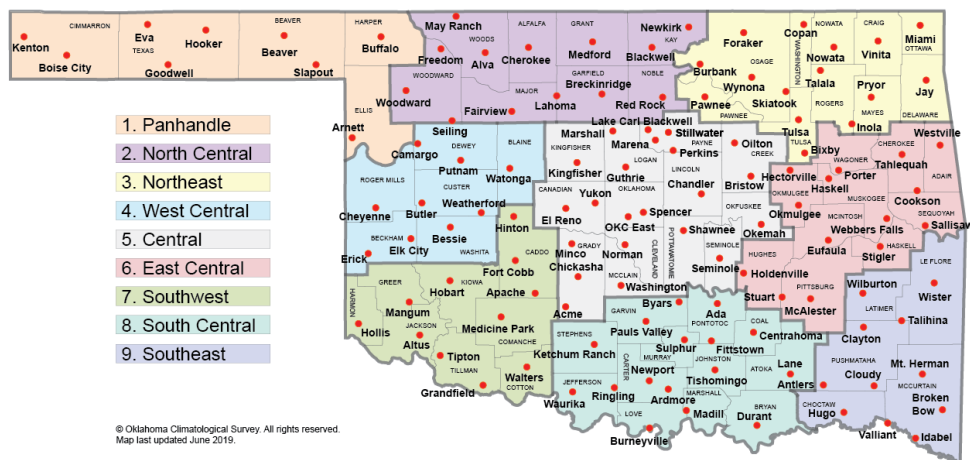 CIMARRON
BEAVER
HARPER
Kenton
Boise City
Eva
TEXAS
Hooker
Goodwell
Beaver
Slapout
Buffalo
ELLIS
Arnett
May Ranch
Freedom
WOODS
Alva
ALFALFA
Cherokee
GRANT
Medford
Newkirk
KAY
Blackwell
WOODWARD
Woodward
MAJOR
Fairview
Lahoma
GARFIELD
Breckinridge
NOBLE
Red Rock
Foraker
OSAGE
Burbank
Wynona
Pawnee
PAWNEE
Skiatook
WASHINGTON
Copan
NOWATA
Nowata
Talala
ROGERS
CRAIG
Vinita
Miami
OTTAWA
Pryor
MAYES
Jay
DELAWARE
Inola
Tulsa
TULSA
Bixby
1. Panhandle
2. North Central
3. Northeast
4. West Central
5. Central
6. East Central
7. Southwest
8. South Central
9. Southeast
Seiling
Camargo
DEWEY
Putnam
BLAINE
Watonga
ROGER MILLS
Cheyenne
CUSTER
Butler
Weatherford
BECKHAM
Elk City
Bessie
WASHITA
Erick
Marshall
KINGFISHER
Kingfisher
Lake Carl Blackwell
Marena
Stillwater
PAYNE
Perkins
LOGAN
Guthrie
LINCOLN
Chandler
Oilton
CREEK
Bristow
CANADIAN
El Reno
Yukon
OKLAHOMA
Spencer
OKC East
OKFUSKEE
Okemah
Shawnee
SEMINOLE
Seminole
POTTAWATOMIE
CLEVELAND
Norman
MCCLAIN
Washington
GRADY
Minco
Chickasha
Acme
Hectorville
OKMULGEE
Okmulgee
WAGONER
Porter
Haskell
MUSKOGEE
CHEROKEE
Tahlequah
Westville
ADAIR
Cookson
SEQUOYAH
Sallisaw
MCINTOSH
Webbers Falls
Eufaula
HASKELL
Stigler
HUGHES
Holdenville
Stuart
PITTSBURG
McAlester
Hinton
CADDO
Fort Cobb
Apache
KIOWA
Hobart
GREER
Mangum
HARMON
Hollis
JACKSON
Altus
Medicine Park
COMANCHE
Tipton
TILLMAN
Grandfield
Walters
COTTON
Byars
GARVIN
Pauls Valley
STEPHENS
Ketchum Ranch
Ada
PONTOTOC
Fittstown
Sulphur
MURRAY
COAL
Centrahoma
CARTER
Newport
Ardmore
JOHNSTON
Tishomingo
ATOKA
Lane
Antlers
JEFFERSON
Waurika
Ringling
LOVE
Burneyville
MARSHALL
Madill
BRYAN
Durant
LE FLORE
Wilburton
LATIMER
Wister
Talihina
Clayton
PUSHMATAHA
Cloudy
Mt. Herman
MCCURTAIN
Broken
Bow
CHOCTAW
Hugo
Valliant
Idabel
© Oklahoma Climatological Survey. All rights reserved.
Map last updated June 2019.